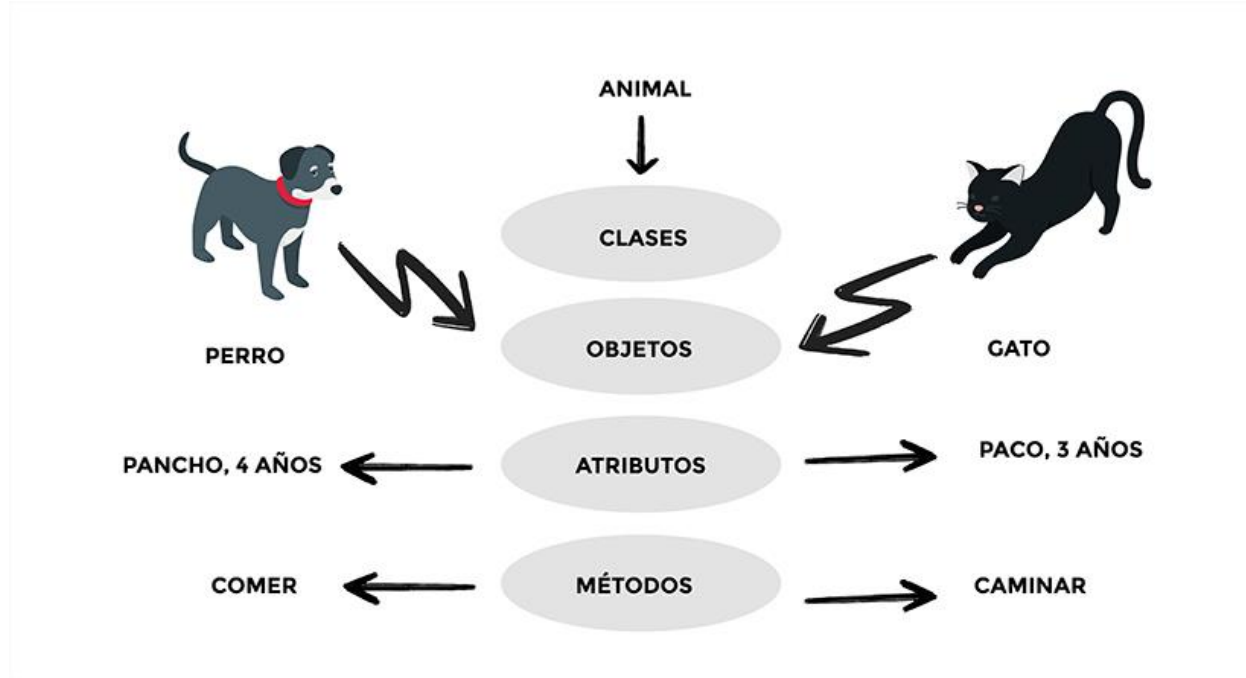 ANIMAL
CLASES
OBJETOS
PERRO
GATO
PANCHO, 4 AÑOS
ATRIBUTOS
PACO, 3 AÑOS
COMER
MÉTODOS
CAMINAR